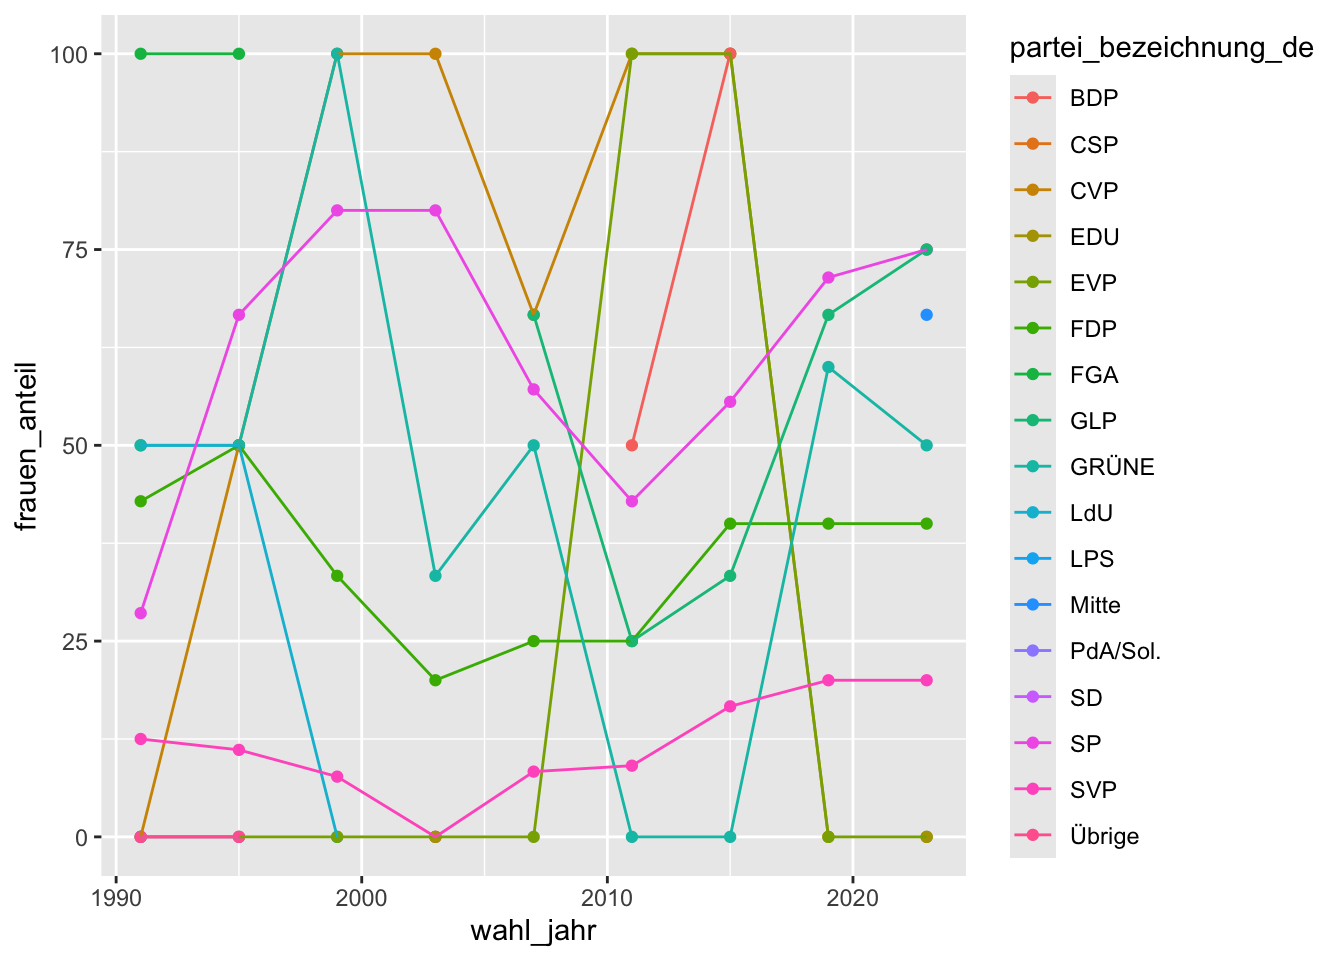 partei_bezeichnung_de
BDP
CSP
CVP
EDU
EVP
FDP
FGA
GLP
GRÜNE
LdU
LPS
Mitte
PdA/Sol.
SD
SP
SVP
Übrige
frauen_anteil
100
75
50
25
0
1990 2000 2010 2020
wahl_jahr